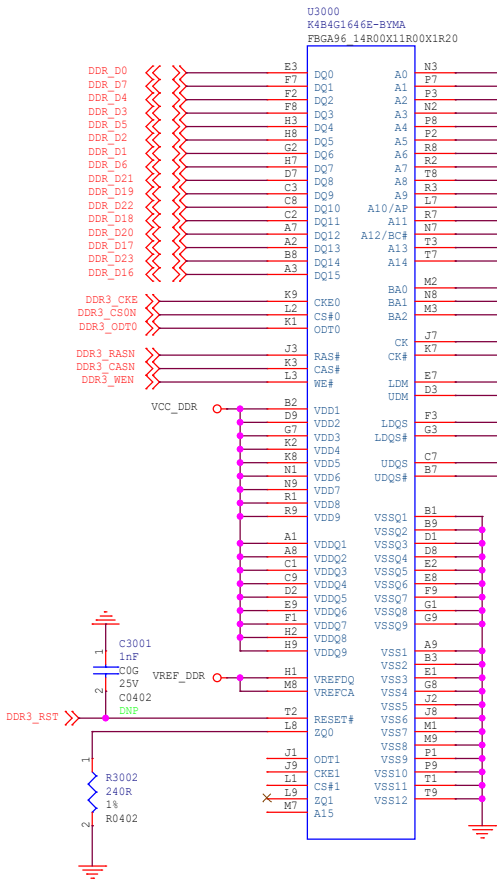 U3000
K4B4G1646E-BYMA
FBGA96_14R00X11R00X1R20
DDR_D0 E3 DQ0 A0 N3
DDR_D7 F7 DQ1 A1 P7
DDR_D4 F2 DQ2 A2 P3
DDR_D3 F8 DQ3 A3 N2
DDR_D5 H3 DQ4 A4 P8
DDR_D2 H8 DQ5 A5 P2
DDR_D1 G2 DQ6 A6 R8
DDR_D6 H7 DQ7 A7 R2
DDR_D21 D7 DQ8 A8 T8
DDR_D19 C3 DQ9 A9 R3
DDR_D22 C8 DQ10 A10/AP L7
DDR_D18 C2 DQ11 A11 R7
DDR_D20 A7 DQ12 A12/BC# N7
DDR_D17 A2 DQ13 A13 T3
DDR_D23 B8 DQ14 A14 T7
DDR_D16 A3 DQ15
BA0 M2
DDR3_CKE K9 CKE0 BA1 N8
DDR3_CS0N L2 CS#0 BA2 M3
DDR3_ODT0 K1 ODT0
CK J7
DDR3_RASN J3 RAS# CK# K7
DDR3_CASN K3 CAS#
DDR3_WEN L3 WE# LDM E7
UDM D3
VCC_DDR B2 VDD1
D9 VDD2 LDQS F3
G7 VDD3 LDQS# G3
K2 VDD4
K8 VDD5 UDQS C7
N1 VDD6 UDQS# B7
N9 VDD7
R1 VDD8
R9 VDD9 VSSQ1 B1
VSSQ2 B9
A1 VDDQ1 VSSQ3 D1
A8 VDDQ2 VSSQ4 D8
C1 VDDQ3 VSSQ5 E2
C9 VDDQ4 VSSQ6 E8
D2 VDDQ5 VSSQ7 F9
E9 VDDQ6 VSSQ8 G1
F1 VDDQ7 VSSQ9 G9
H2 VDDQ8
H9 VDDQ9 VSS1 A9
VSS2 B3
VREF_DDR H1 VREFDQ VSS3 E1
M8 VREFCA VSS4 G8
VSS5 J2
DDR3_RST T2 RESET# VSS6 J8
L8 ZQ0 VSS7 M1
VSS8 M9
J1 ODT1 VSS9 P1
J9 CKE1 VSS10 P9
L1 CS#1 VSS11 T1
L9 ZQ1 VSS12 T9
M7 A15
1
C3001
1nF
C0G
25V
2
C0402
DNP
1
R3002
240R
1%
2
R0402